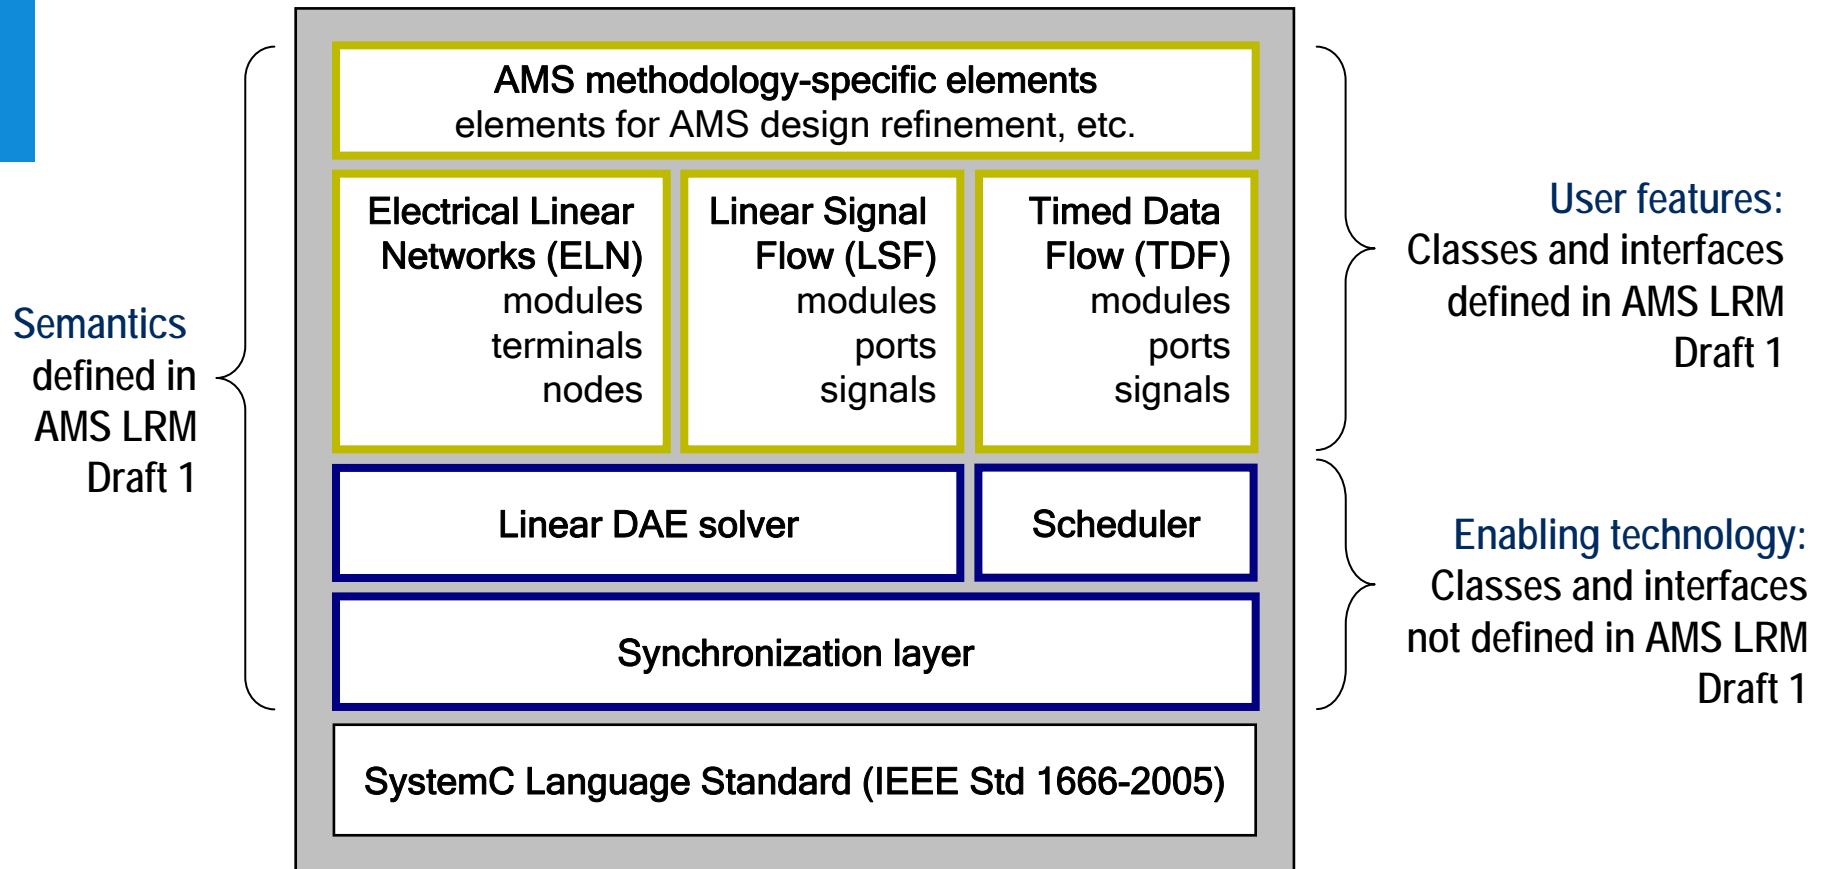 AMS methodology-specific elements
elements for AMS design refinement, etc.
Electrical Linear
Networks (ELN)
modules
terminals
nodes
Linear Signal
Flow (LSF)
modules
ports
signals
Timed Data
Flow (TDF)
modules
ports
signals
Linear DAE solver
Scheduler
Synchronization layer
SystemC Language Standard (IEEE Std 1666-2005)
Semantics
defined in
AMS LRM
Draft 1
User features:
Classes and interfaces
defined in AMS LRM
Draft 1
Enabling technology:
Classes and interfaces
not defined in AMS LRM
Draft 1